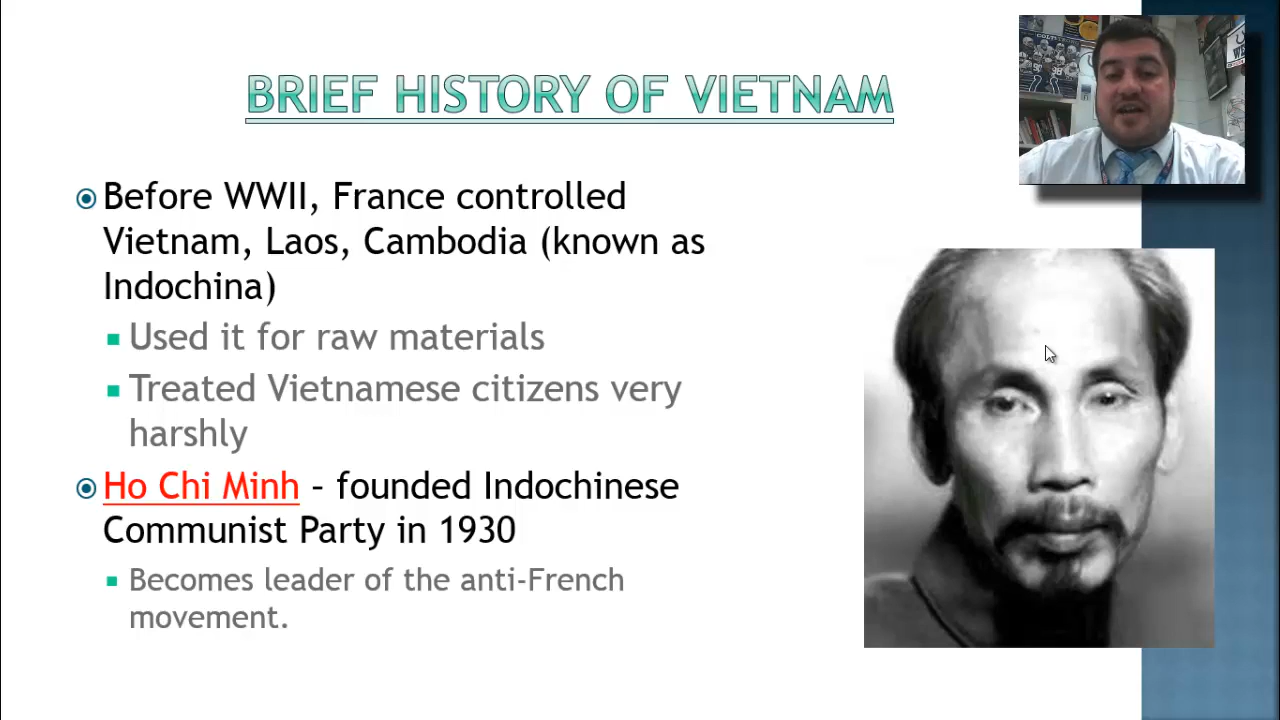 BRIEF HISTORY OF VIETNAM
Before WWII, France controlled
Vietnam, Laos, Cambodia (known as
Indochina)
Used it for raw materials
Treated Vietnamese citizens very
harshly
Ho Chi Minh – founded Indochinese
Communist Party in 1930
Becomes leader of the anti-French
movement.